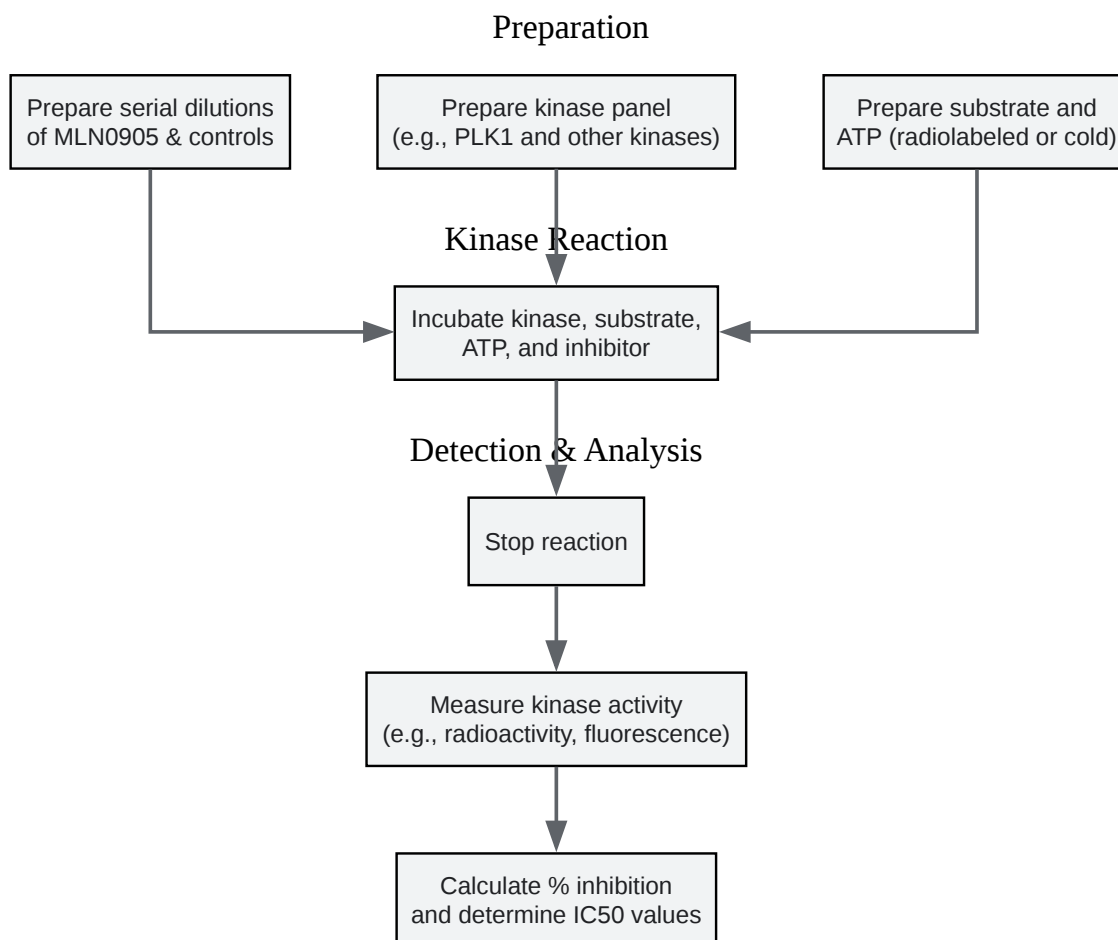 Preparation
Prepare serial dilutions
of MLN0905 & controls
Prepare kinase panel
(e.g., PLK1 and other kinases)
Prepare substrate and
ATP (radiolabeled or cold)
Kinase Reaction
Incubate kinase, substrate,
ATP, and inhibitor
Detection & Analysis
Stop reaction
Measure kinase activity
(e.g., radioactivity, fluorescence)
Calculate % inhibition
and determine IC50 values